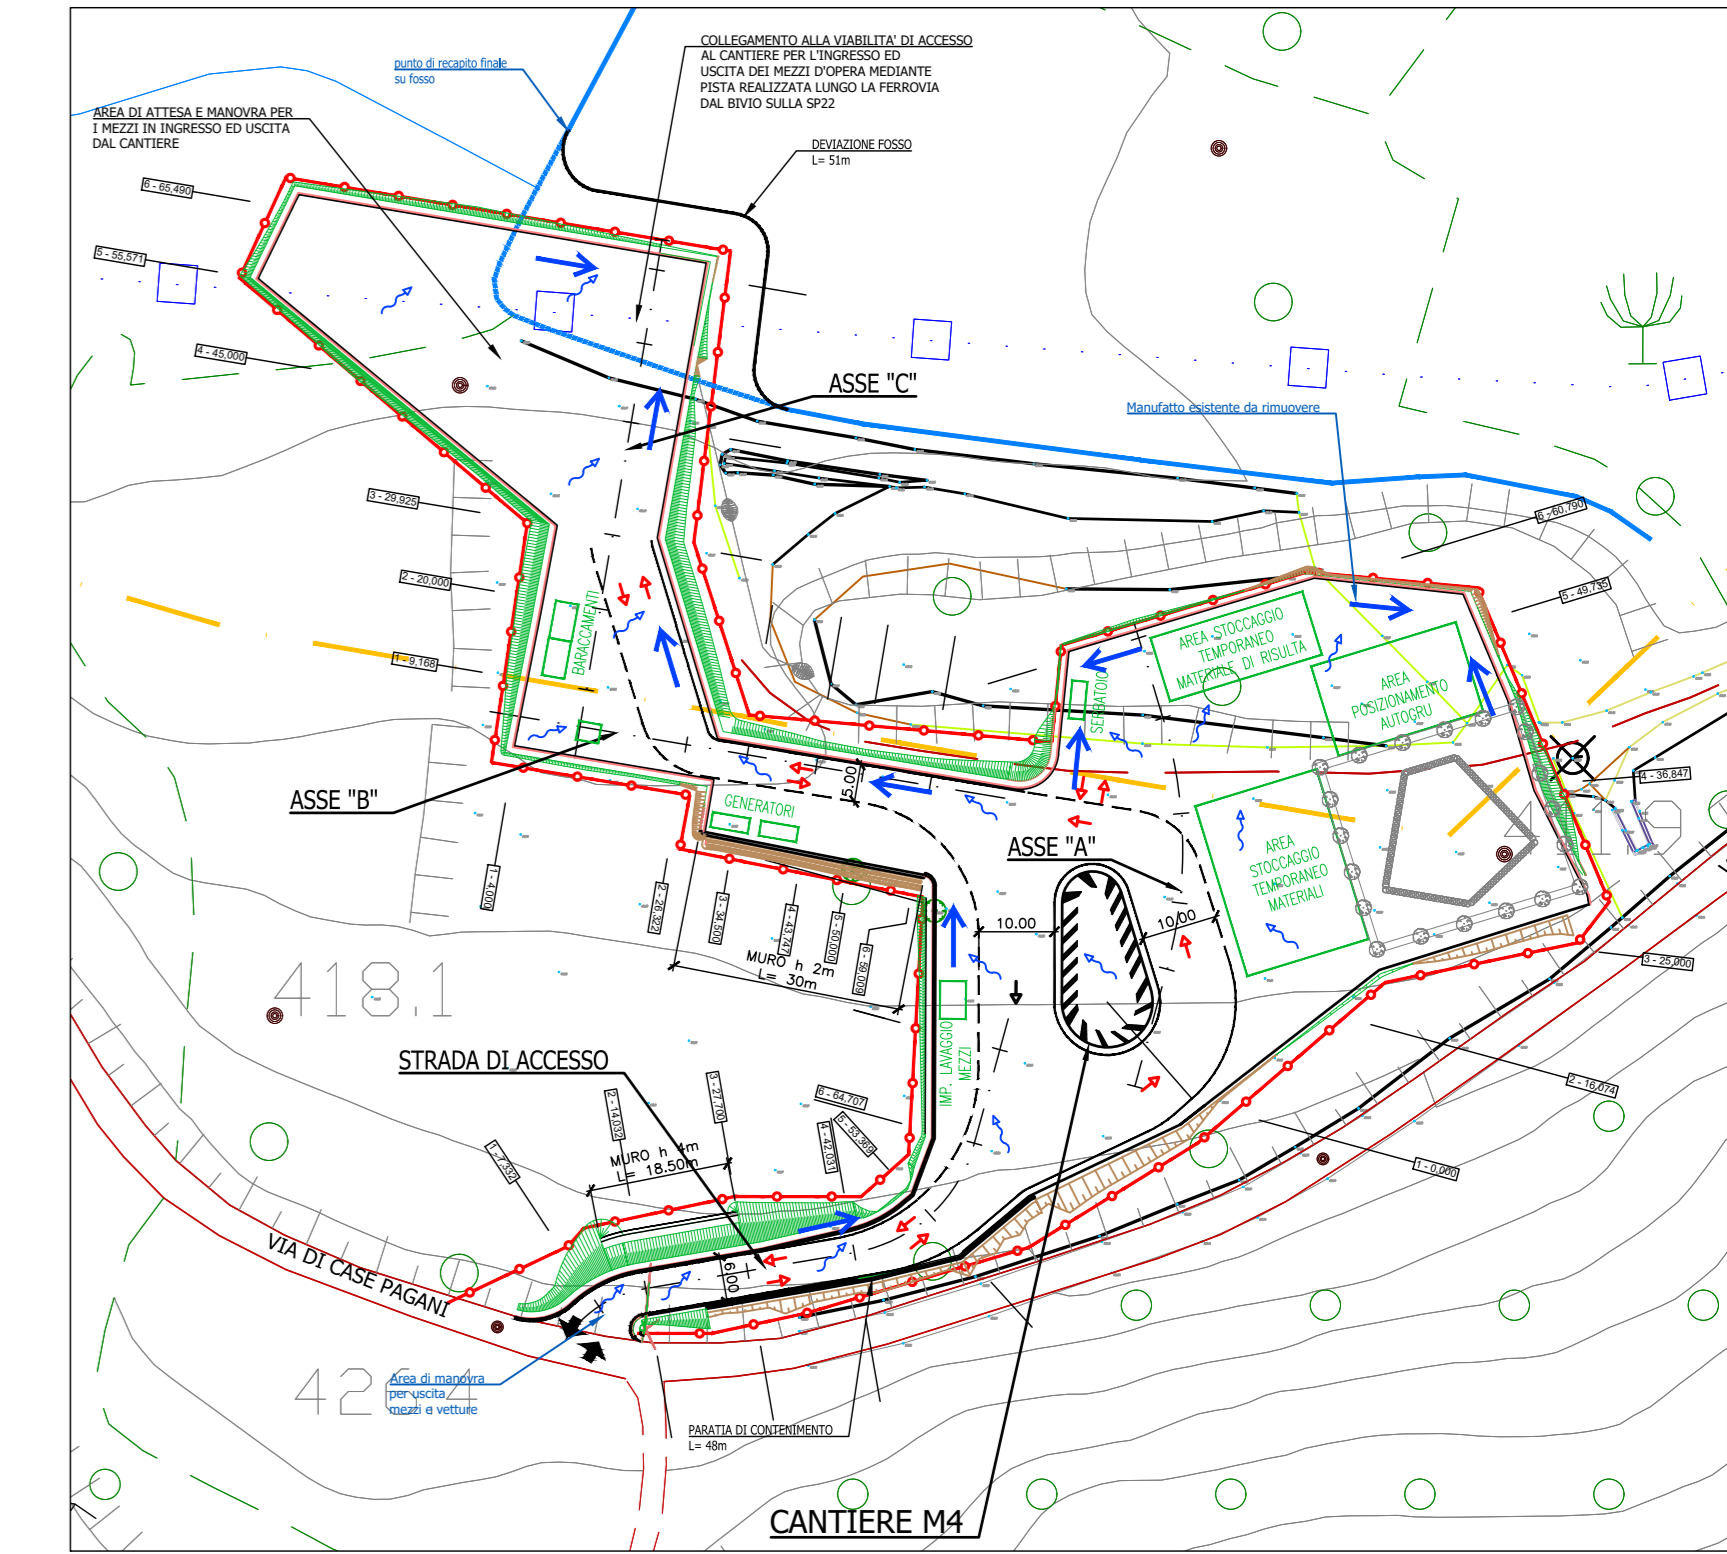 COLLEGAMENTO ALLA VIABILITA' DI ACCESSO
AL CANTIERE PER L'INGRESSO ED
USCITA DEI MEZZI D'OPERA MEDIANTE
PISTA REALIZZATA LUNGO LA FERROVIA
DAL BIVIO SULLA SP22
punto di recapito finale
su fosso
AREA DI ATTESA E MANOVRA PER
I MEZZI IN INGRESSO ED USCITA
DAL CANTIERE
DEVIAZIONE FOSSO
L= 51m
6 - 65,490
5 - 55,571
4 - 45,000
3 - 29,925
2 - 20,000
1 - 9,168
ASSE "C"
Manufatto esistente da rimuovere
6 - 60,790
5 - 49,735
4 - 36,847
3 - 25,000
2 - 16,074
1 - 0,000
BARACCAMENTI
AREA STOCCAGGIO
TEMPORANEO
MATERIALE DI RISULTA
AREA
POSIZIONAMENTO
AUTOGRU
SERBATOIO
ASSE "B"
GENERATORI
5.00
ASSE "A"
AREA
STOCCAGGIO
TEMPORANEO
MATERIALI
1 - 4,000
2 - 26,322
3 - 34,500
4 - 43,747
5 - 50,000
6 - 59,009
MURO h 2m
L= 30m
10.00
10.00
418.1
IMP. LAVAGGIO
MEZZI
STRADA DI ACCESSO
1 - 7,332
2 - 14,032
3 - 27,700
4 - 42,031
5 - 53,369
6 - 64,707
MURO h 4m
L= 18.50m
6.00
VIA DI CASE PAGANI
426.4
Area di manovra
per uscita
mezzi e vetture
PARATIA DI CONTENIMENTO
L= 48m
CANTIERE M4